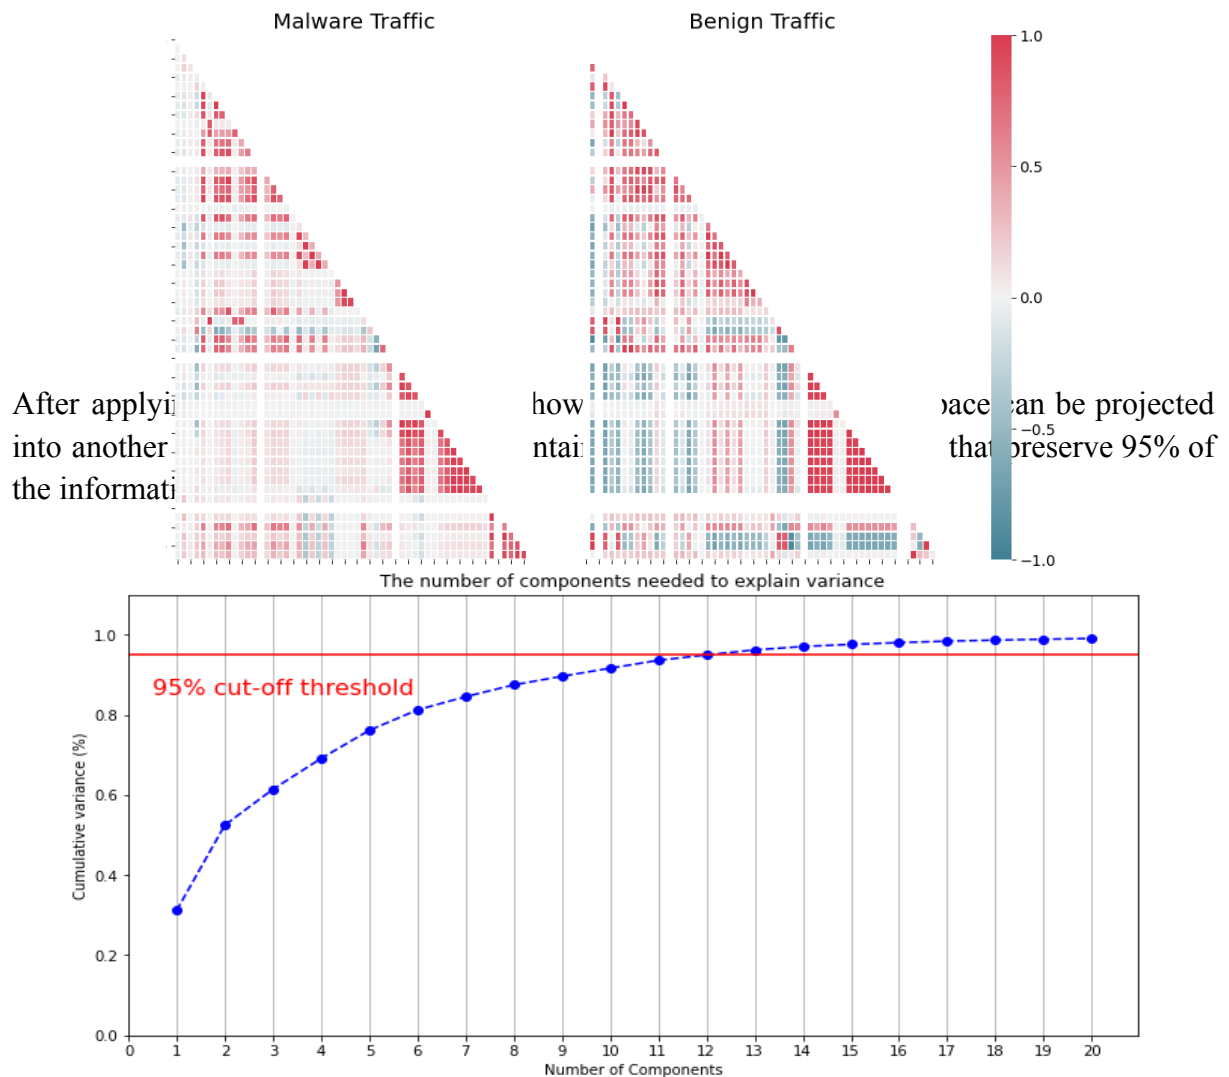 Malware Traffic
Benign Traffic
1.0
0.5
0.0
−0.5
−1.0
After applyi how pace can be projected
into another ntai that preserve 95% of
the informati
The number of components needed to explain variance
1.0
0.8
0.6
0.4
0.2
0.0
Cumulative variance (%)
95% cut-off threshold
0 1 2 3 4 5 6 7 8 9 10 11 12 13 14 15 16 17 18 19 20
Number of Components